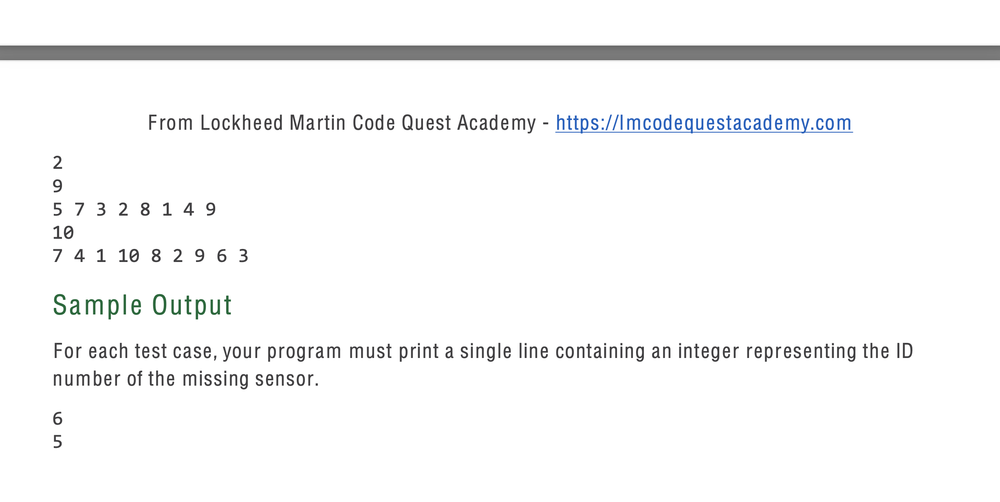 From Lockheed Martin Code Quest Academy - https://lmcodequestacademy.com
2
9
5 7 3 2 8 1 4 9
10
7 4 1 10 8 2 9 6 3
Sample Output
For each test case, your program must print a single line containing an integer representing the ID
number of the missing sensor.
6
5